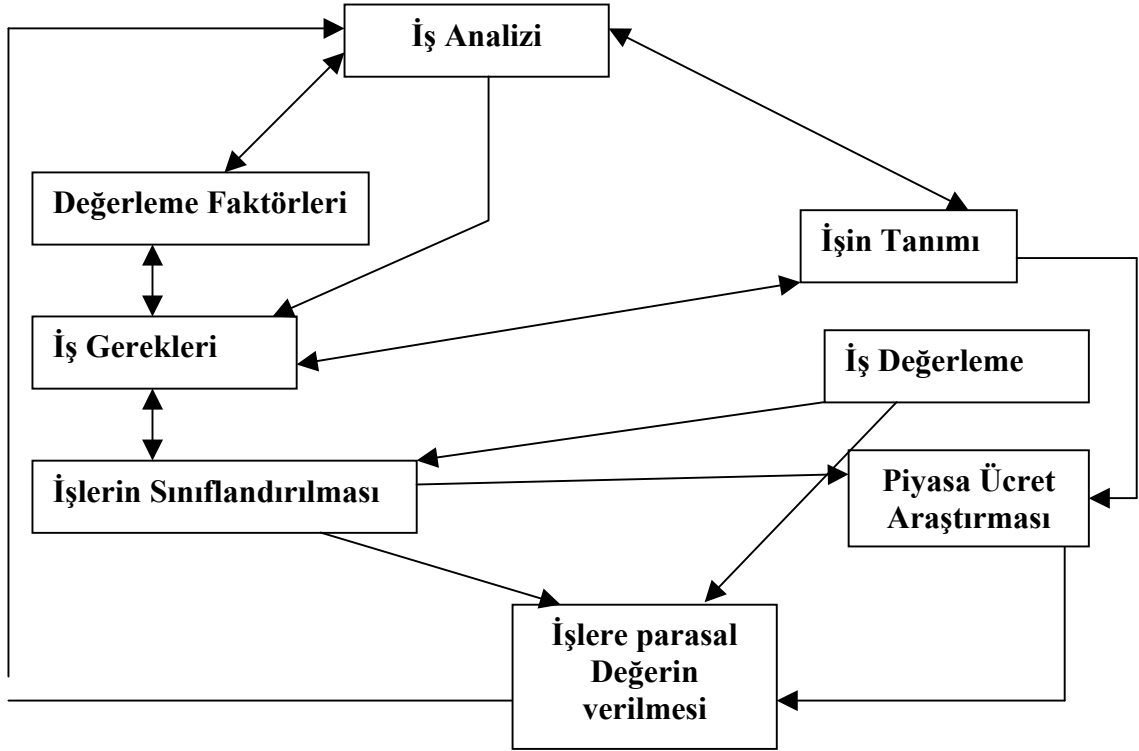 İş Analizi
Değerleme Faktörleri
İşin Tanımı
İş Gerekleri
İş Değerleme
İşlerin Sınıflandırılması
Piyasa Ücret
Araştırması
İşlere parasal
Değerin
verilmesi